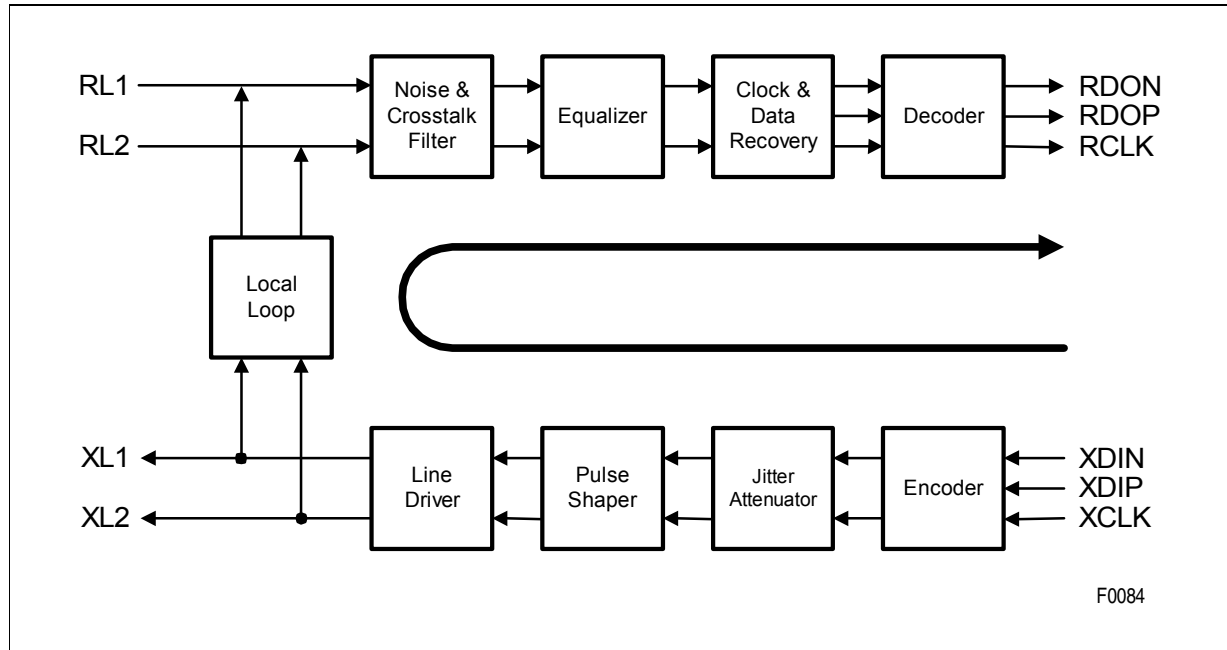 RL1
RL2
Noise &
Crosstalk
Filter
Equalizer
Clock &
Data
Recovery
Decoder
RDON
RDOP
RCLK
Local
Loop
XL1
XL2
Line
Driver
Pulse
Shaper
Jitter
Attenuator
Encoder
XDIN
XDIP
XCLK
F0084